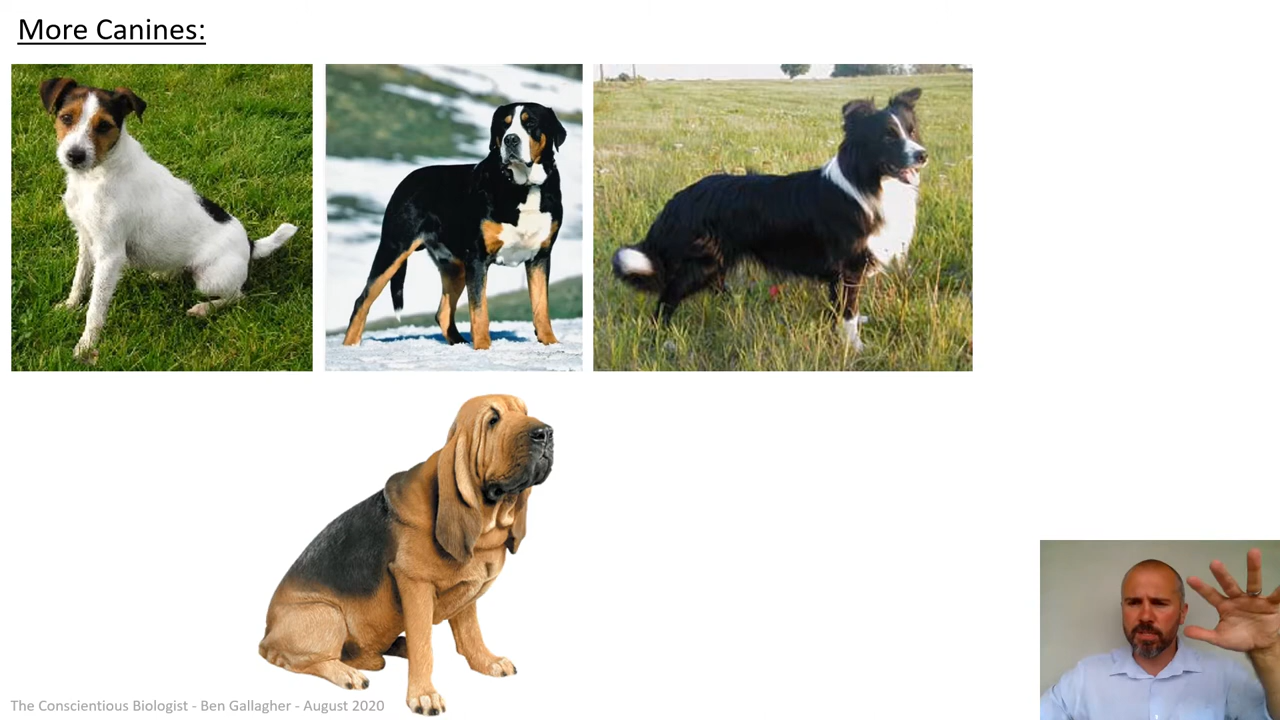 More Canines:
The Conscientious Biologist - Ben Gallagher - August 2020